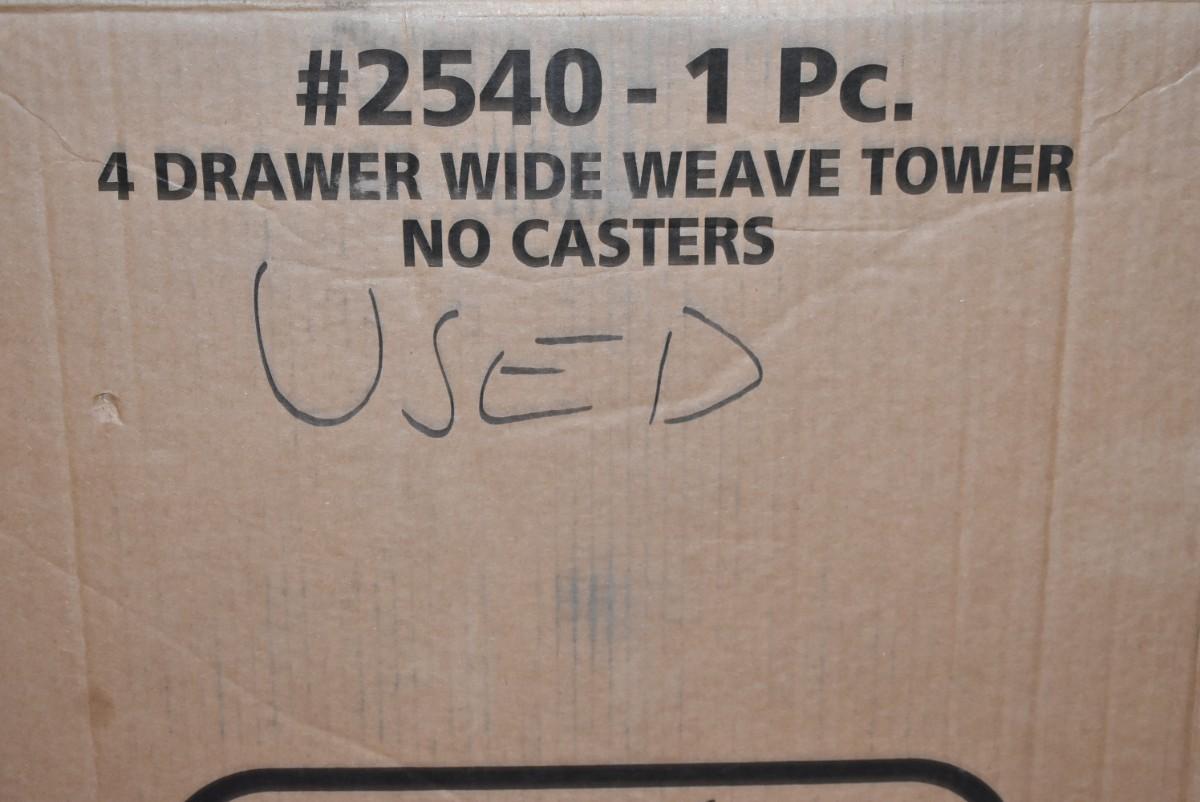 #2540 - 1 Pc.
4 DRAWER WIDE WEAVE TOWER
NO CASTERS
USED